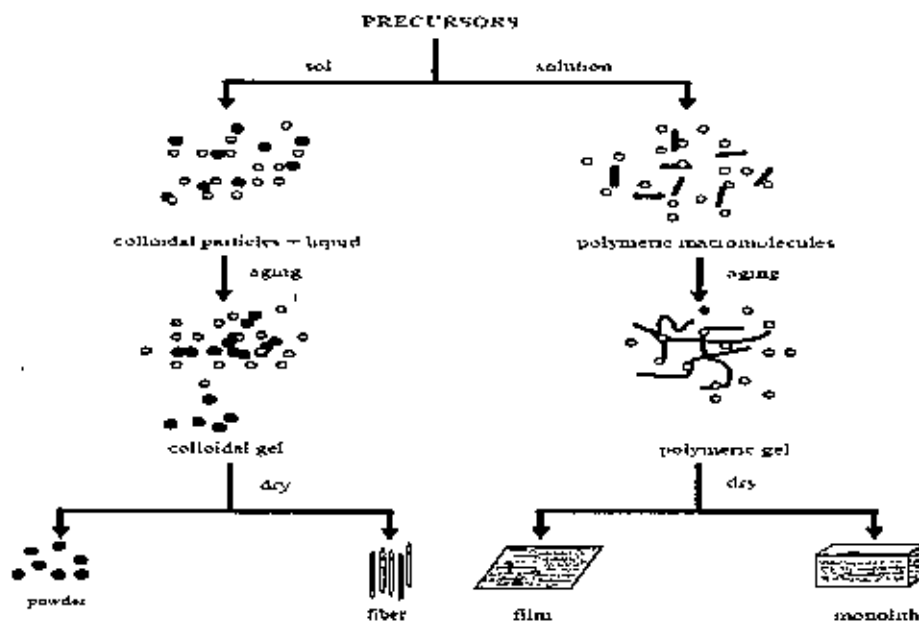 PRECURSORS
sol solution
colloidal particles – liquid polymeric macromolecules
aging aging
colloidal gel polymeric gel
dry dry
powder fiber film monolith